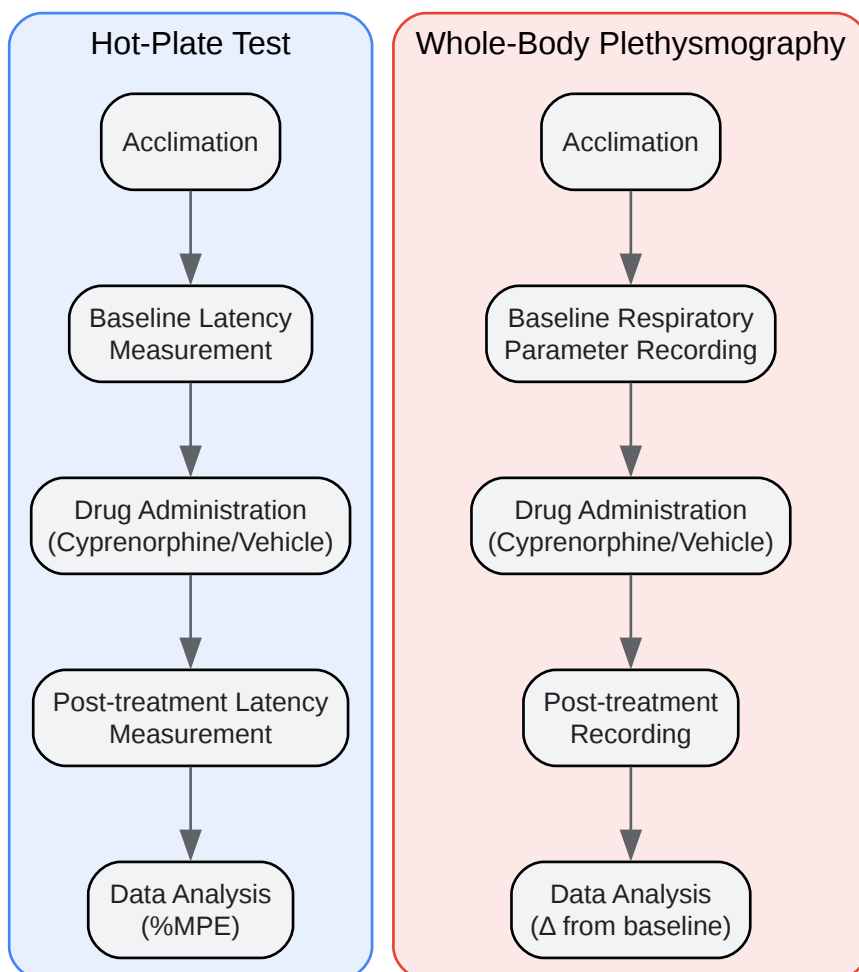 Hot-Plate Test
Acclimation
Baseline Latency
Measurement
Drug Administration
(Cyprenorphine/Vehicle)
Post-treatment Latency
Measurement
Data Analysis
(%MPE)
Whole-Body Plethysmography
Acclimation
Baseline Respiratory
Parameter Recording
Drug Administration
(Cyprenorphine/Vehicle)
Post-treatment
Recording
Data Analysis
(Δ from baseline)